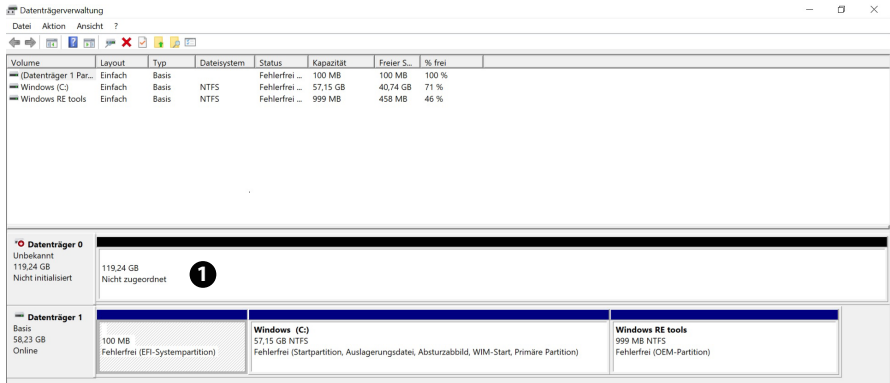 Datenträgerverwaltung
Datei Aktion Ansicht ?
Volume Layout Typ Dateisystem Status Kapazität Freier S... % frei
(Datenträger 1 Par... Einfach Basis Fehlerfrei ... 100 MB 100 MB 100 %
Windows (C:) Einfach Basis NTFS Fehlerfrei ... 57,15 GB 40,74 GB 71 %
Windows RE tools Einfach Basis NTFS Fehlerfrei ... 999 MB 458 MB 46 %
Datenträger 0
Unbekannt
119,24 GB
Nicht initialisiert
119,24 GB
Nicht zugeordnet
1
Datenträger 1
Basis
58,23 GB
Online
100 MB
Fehlerfrei (EFI-Systempartition)
Windows (C:)
57,15 GB NTFS
Fehlerfrei (Startpartition, Auslagerungsdatei, Absturzabbild, WIM-Start, Primäre Partition)
Windows RE tools
999 MB NTFS
Fehlerfrei (OEM-Partition)